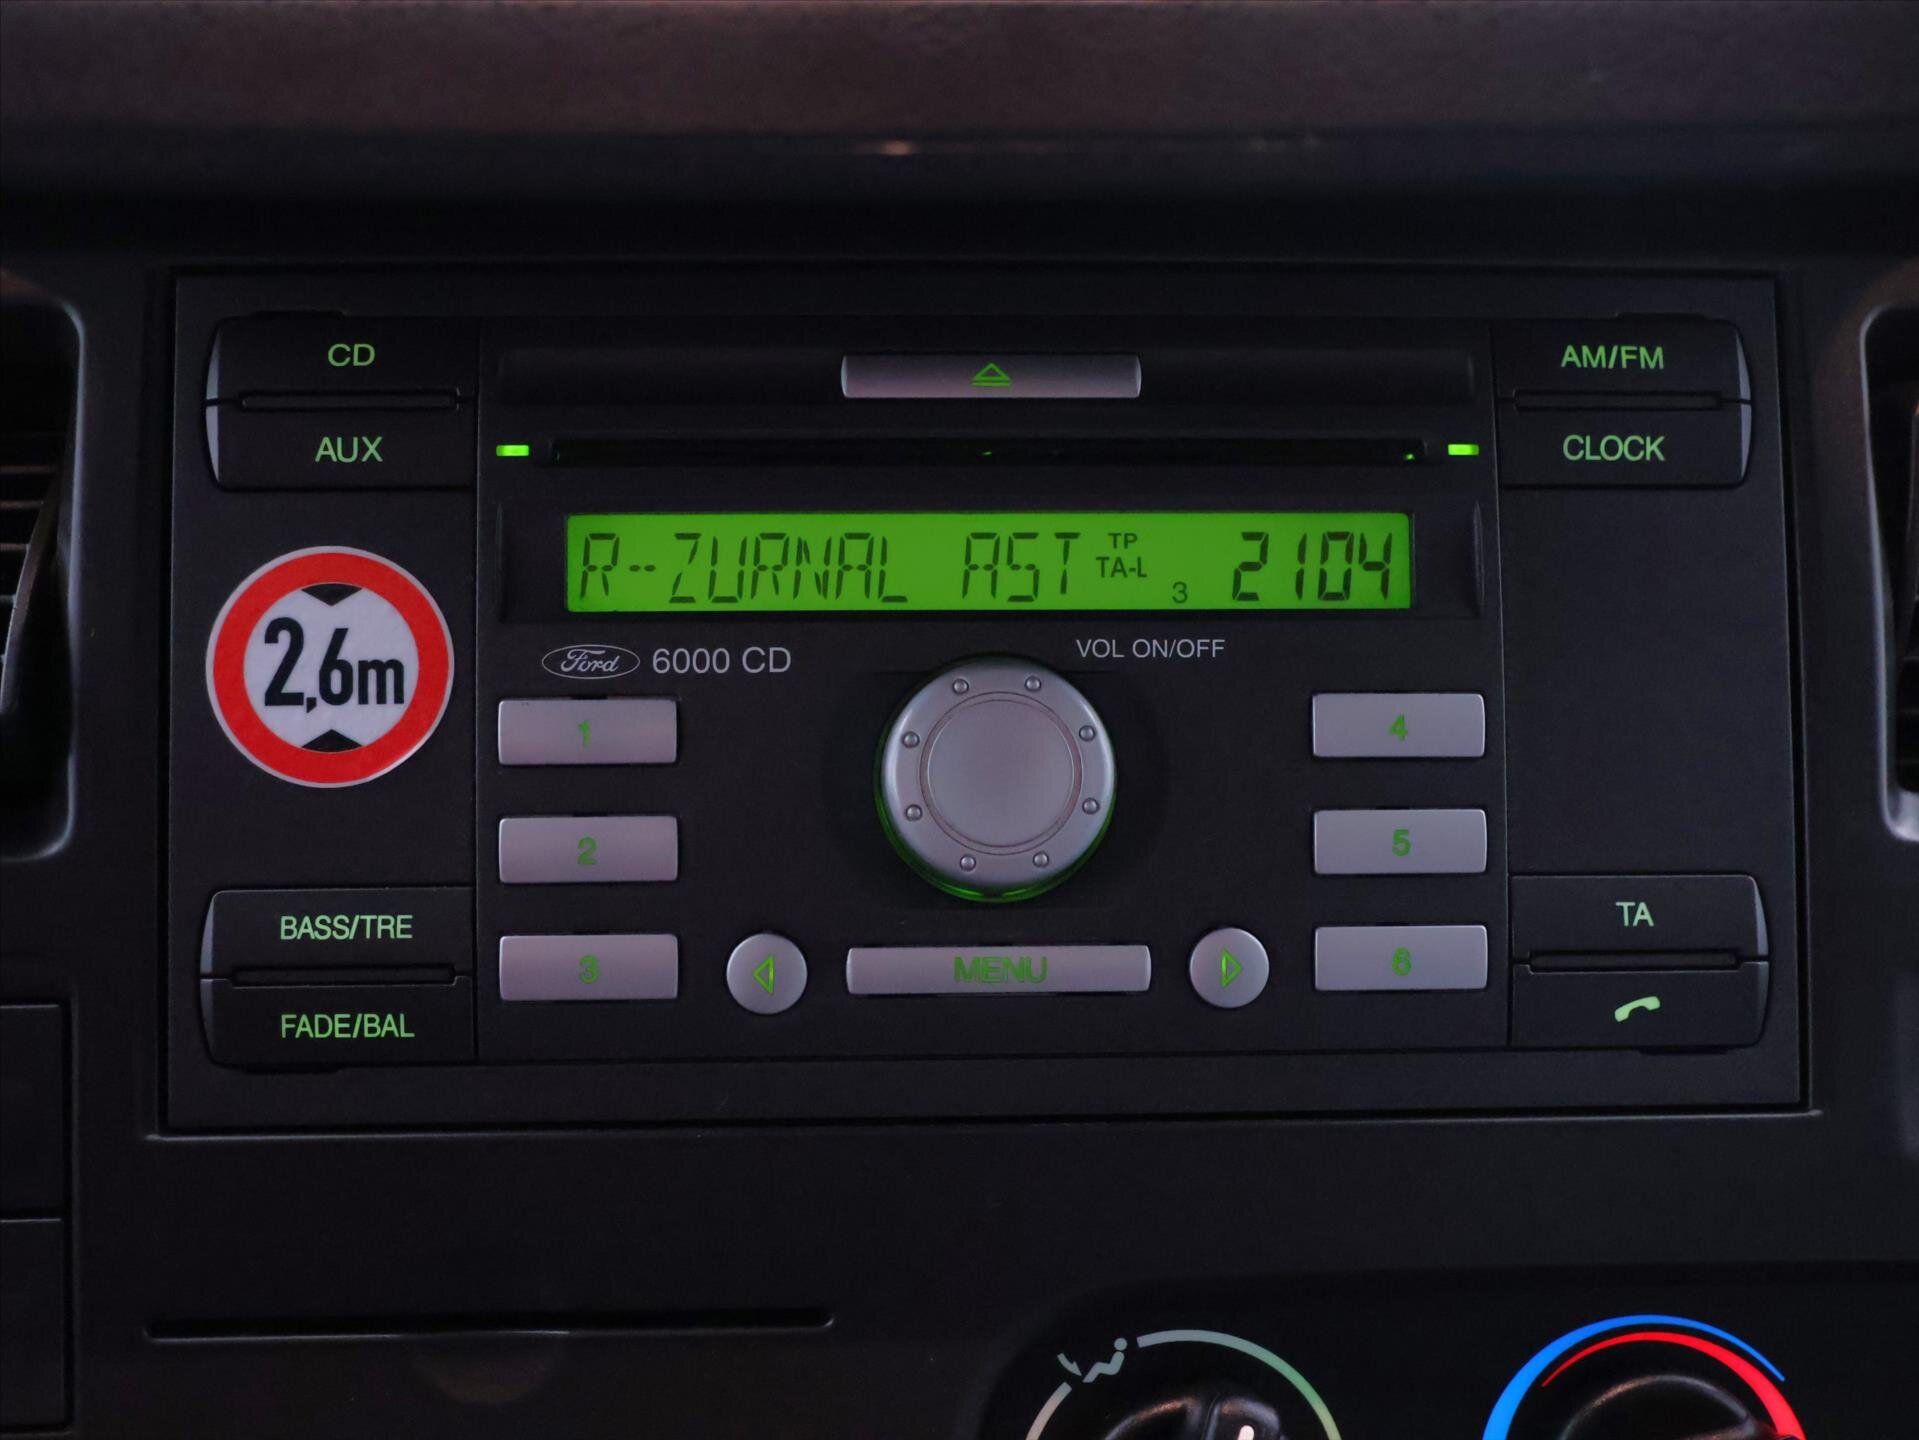 CD
AM/FM
AUX
CLOCK
R-ZURNAL AST TP TA-L 3 2104
2,6m
Ford 6000 CD
VOL ON/OFF
1
4
2
5
BASS/TRE
TA
3
MENU
6
FADE/BAL